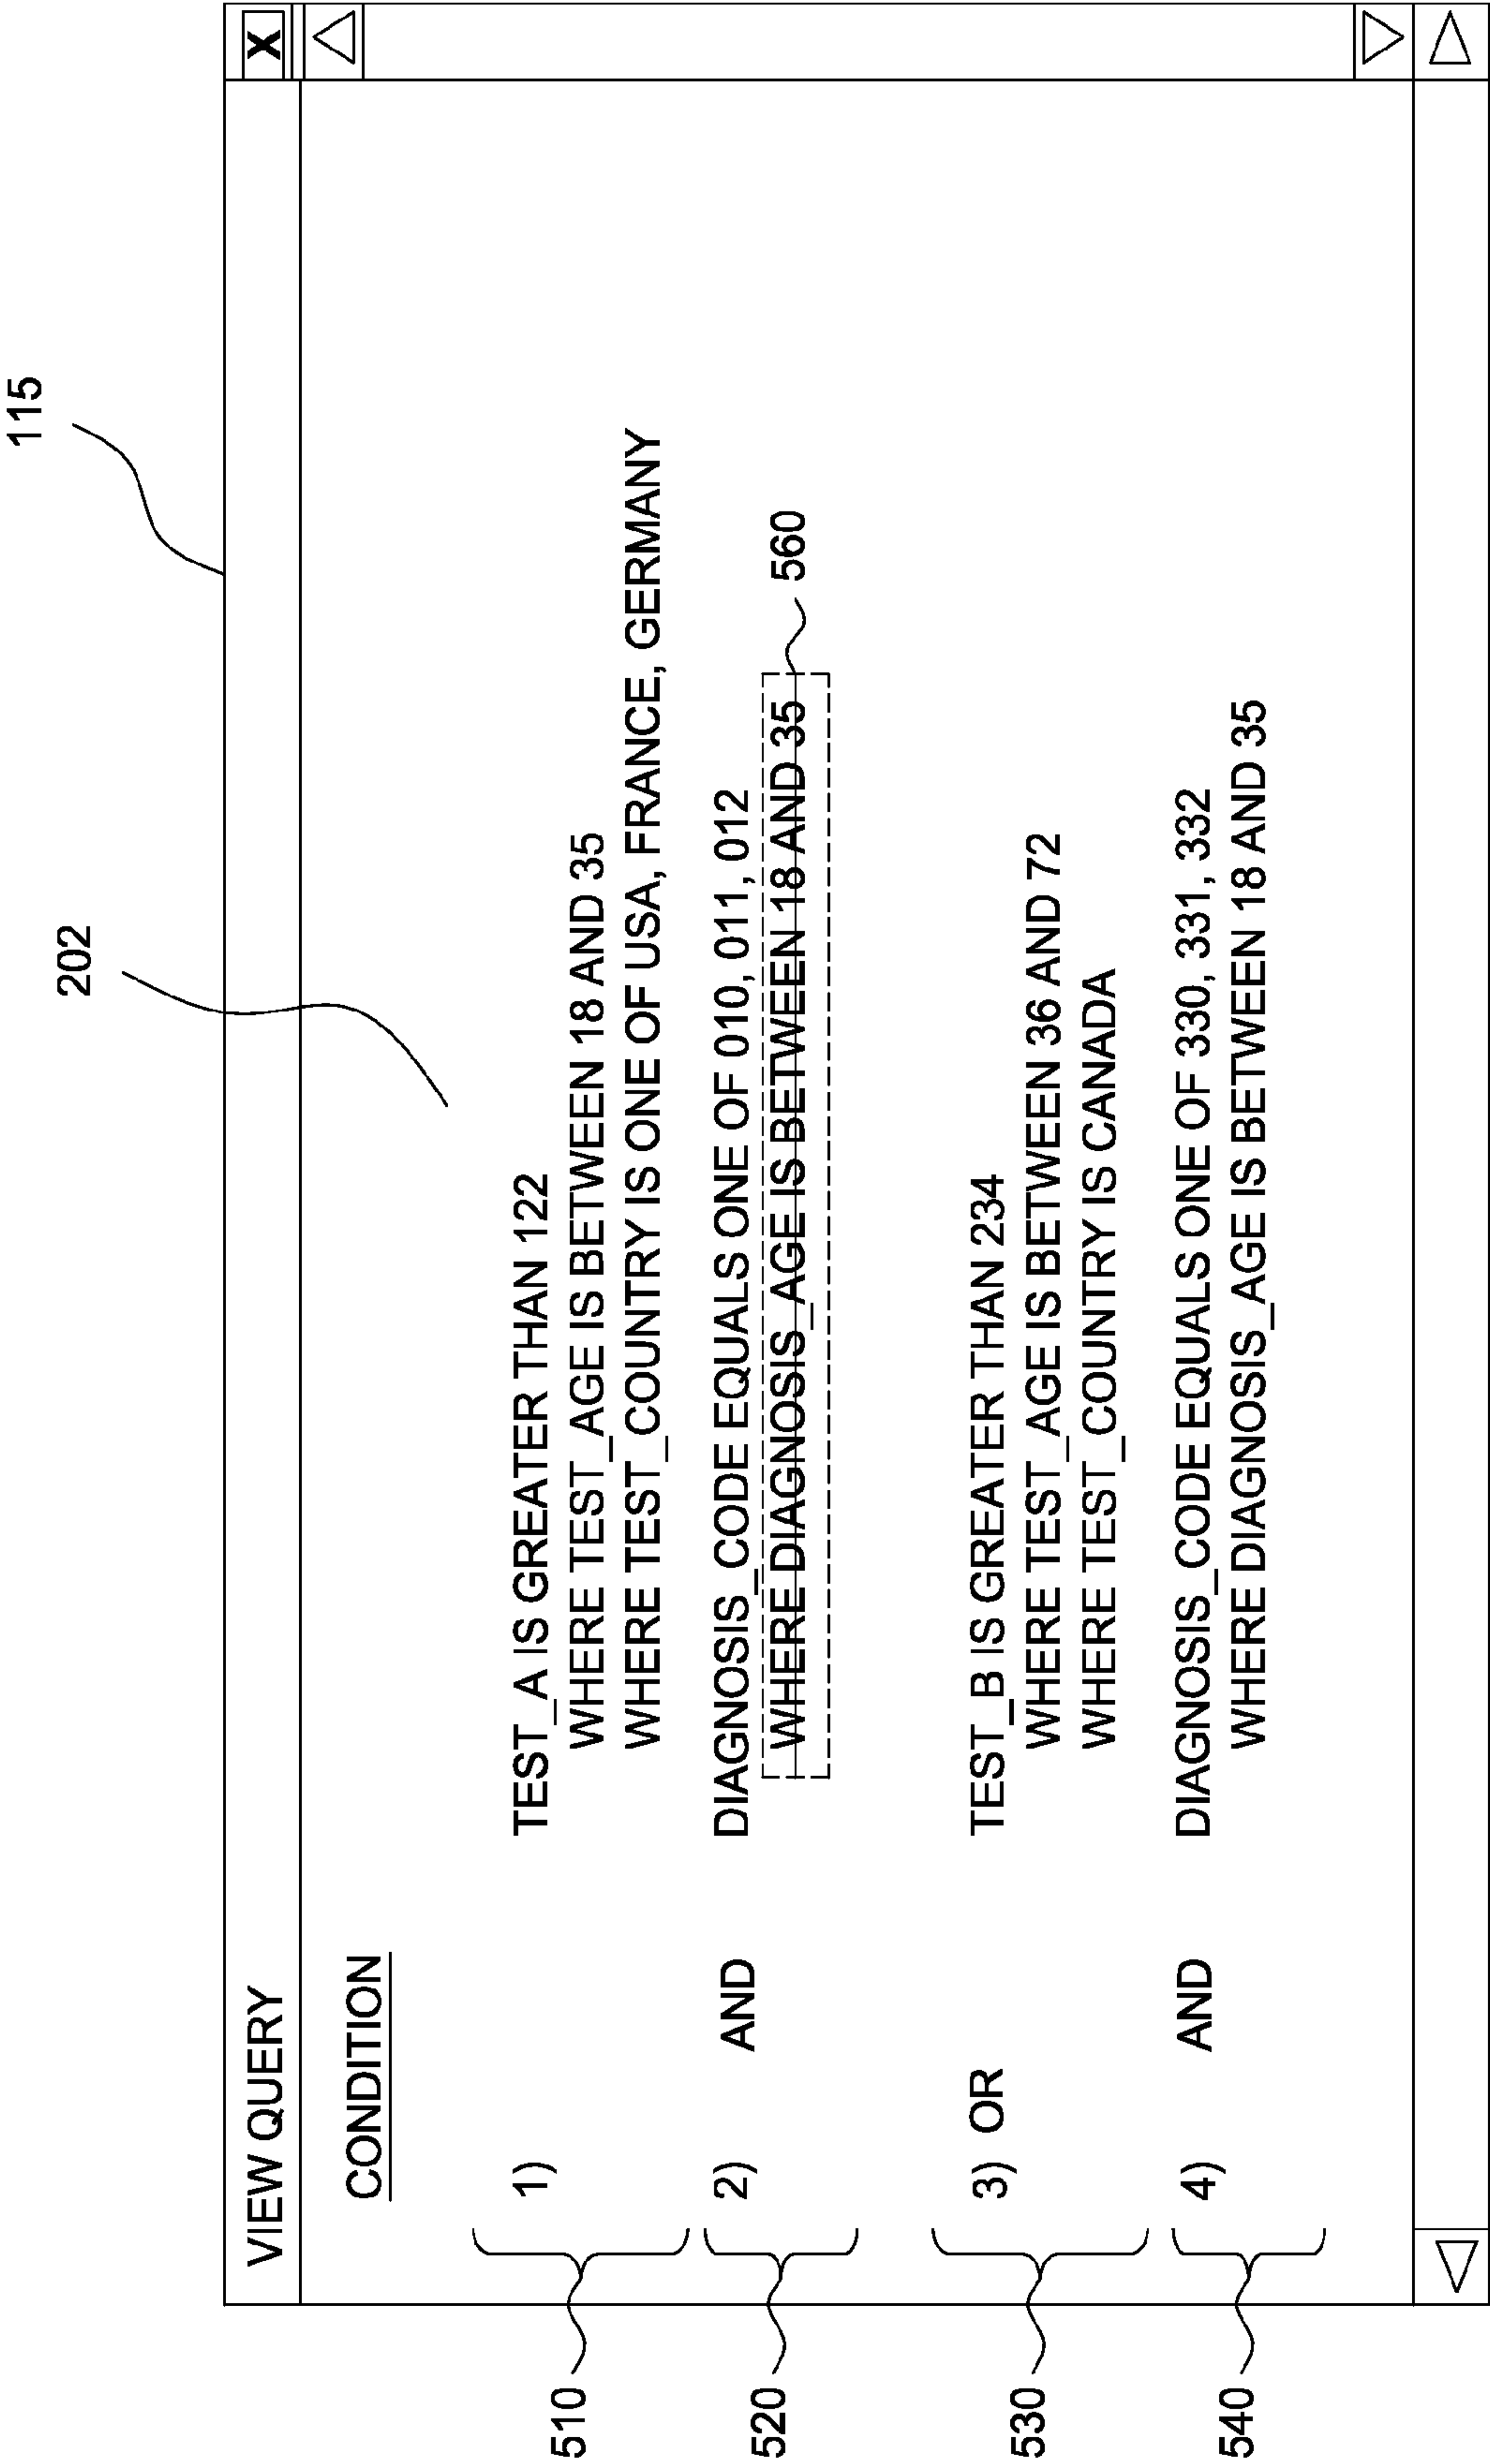 115
202
VIEW QUERY X
CONDITION
510 1) TEST_A IS GREATER THAN 122
WHERE TEST_AGE IS BETWEEN 18 AND 35
WHERE TEST_COUNTRY IS ONE OF USA, FRANCE, GERMANY
520 2) AND DIAGNOSIS_CODE EQUALS ONE OF 010, 011, 012
WHERE DIAGNOSIS_AGE IS BETWEEN 18 AND 35 560
530 3) OR TEST_B IS GREATER THAN 234
WHERE TEST_AGE IS BETWEEN 36 AND 72
WHERE TEST_COUNTRY IS CANADA
540 4) AND DIAGNOSIS_CODE EQUALS ONE OF 330, 331, 332
WHERE DIAGNOSIS_AGE IS BETWEEN 18 AND 35